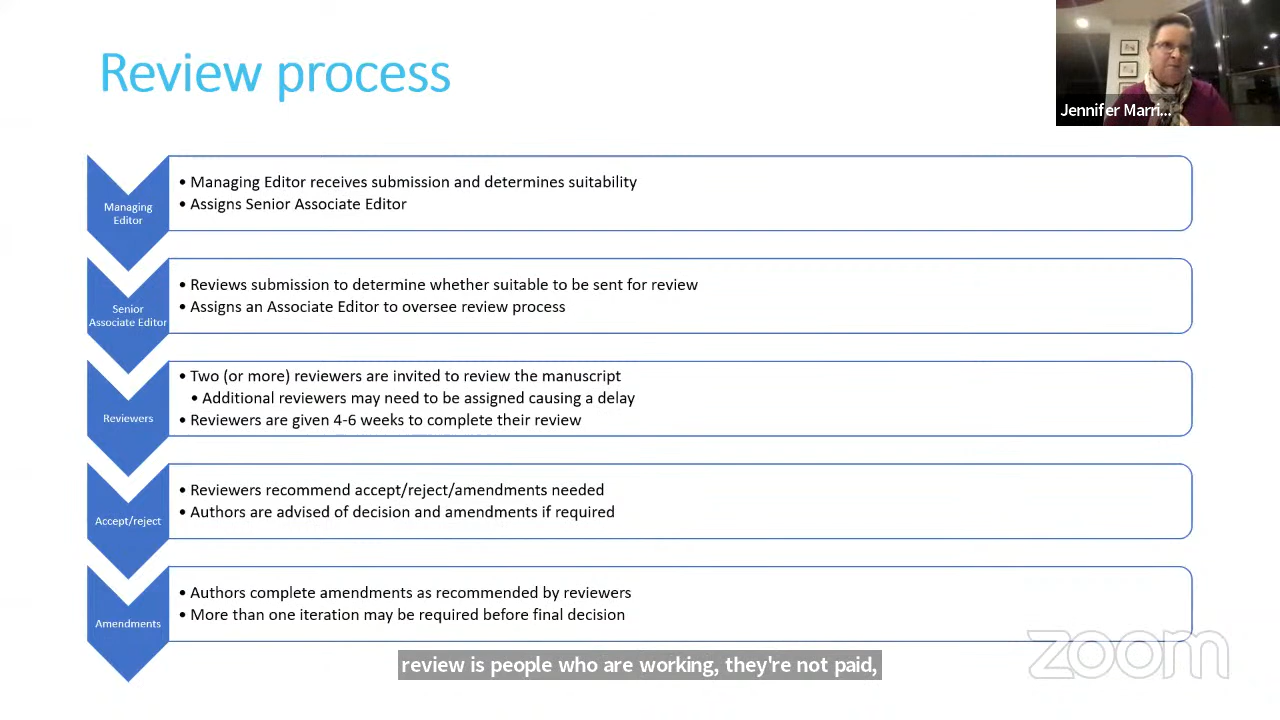 Review process
Jennifer Marri...
Managing
Editor
• Managing Editor receives submission and determines suitability
• Assigns Senior Associate Editor
Senior
Associate Editor
• Reviews submission to determine whether suitable to be sent for review
• Assigns an Associate Editor to oversee review process
Reviewers
• Two (or more) reviewers are invited to review the manuscript
• Additional reviewers may need to be assigned causing a delay
• Reviewers are given 4-6 weeks to complete their review
Accept/reject
• Reviewers recommend accept/reject/amendments needed
• Authors are advised of decision and amendments if required
Amendments
• Authors complete amendments as recommended by reviewers
• More than one iteration may be required before final decision
review is people who are working, they're not paid,
zoom